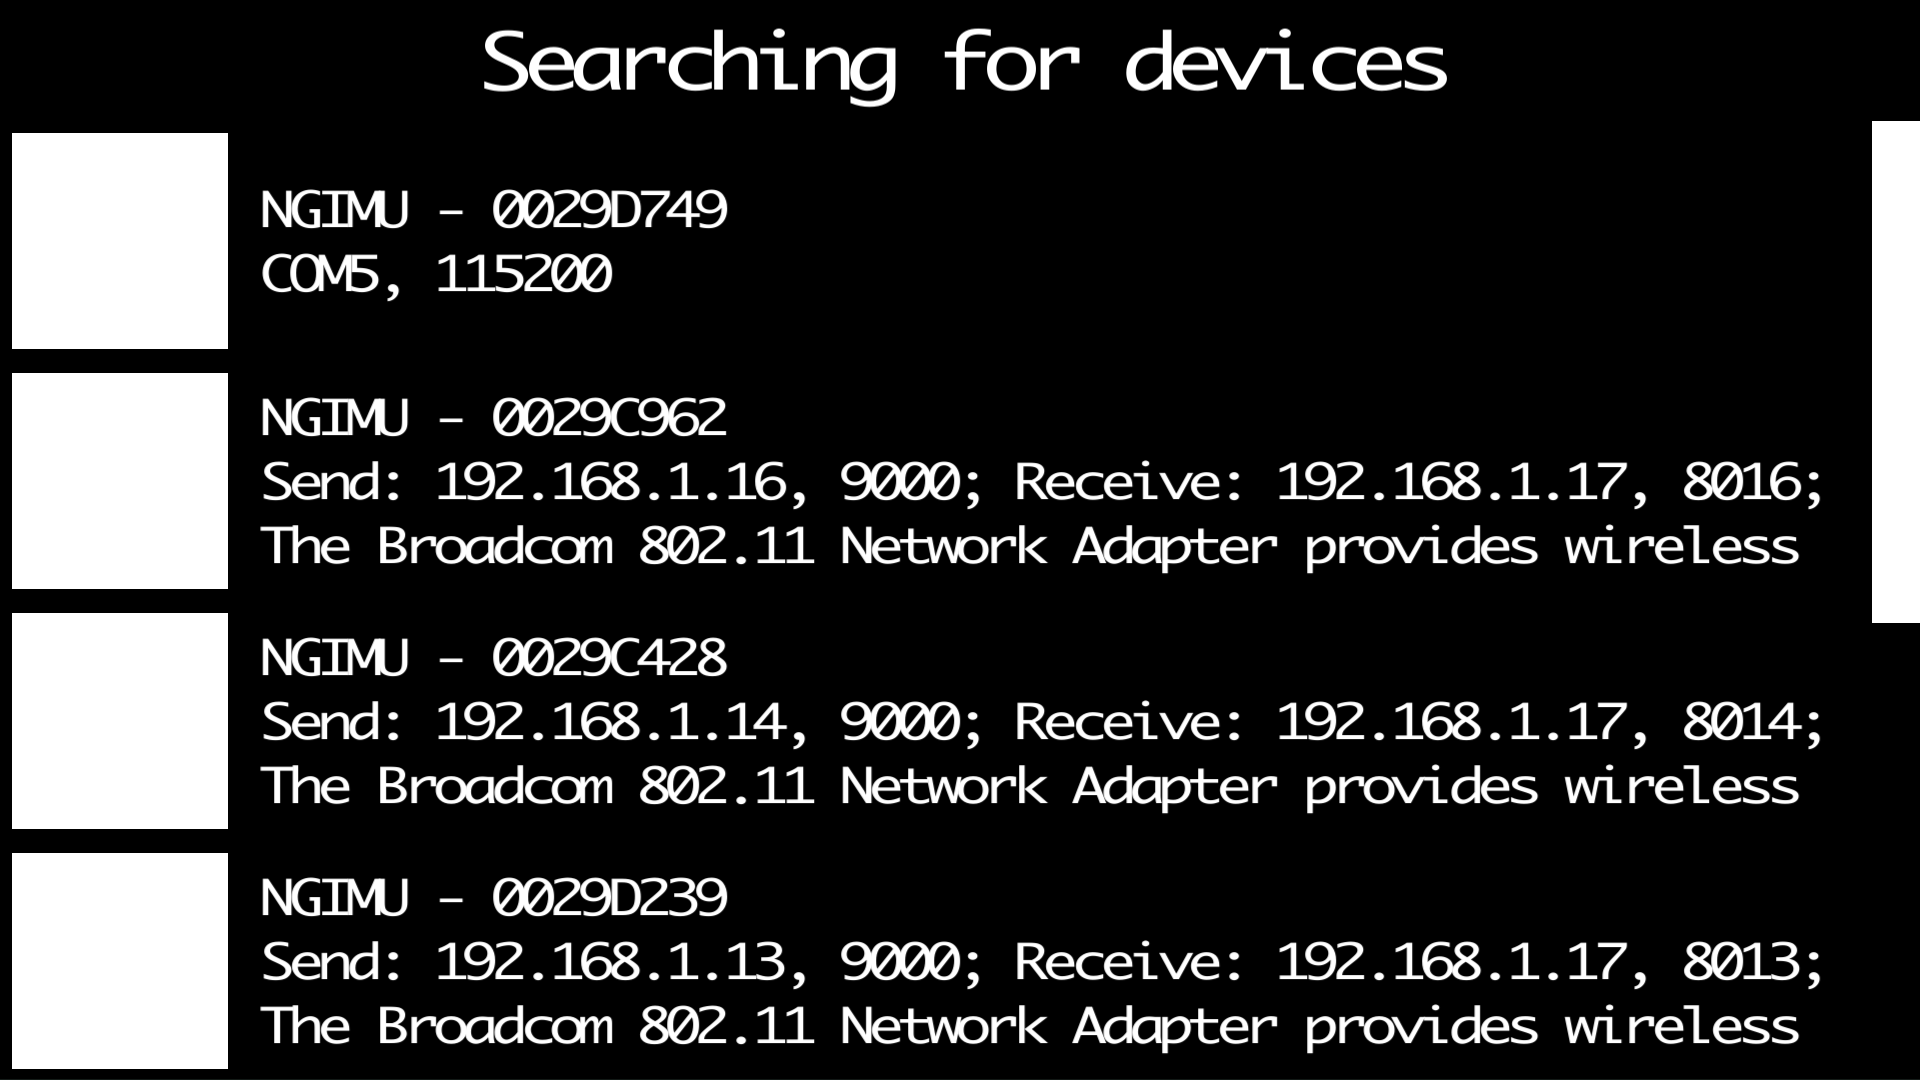 Searching for devices
NGIMU – 0029D749
COM5, 115200
NGIMU – 0029C962
Send: 192.168.1.16, 9000; Receive: 192.168.1.17, 8016;
The Broadcom 802.11 Network Adapter provides wireless
NGIMU – 0029C428
Send: 192.168.1.14, 9000; Receive: 192.168.1.17, 8014;
The Broadcom 802.11 Network Adapter provides wireless
NGIMU – 0029D239
Send: 192.168.1.13, 9000; Receive: 192.168.1.17, 8013;
The Broadcom 802.11 Network Adapter provides wireless